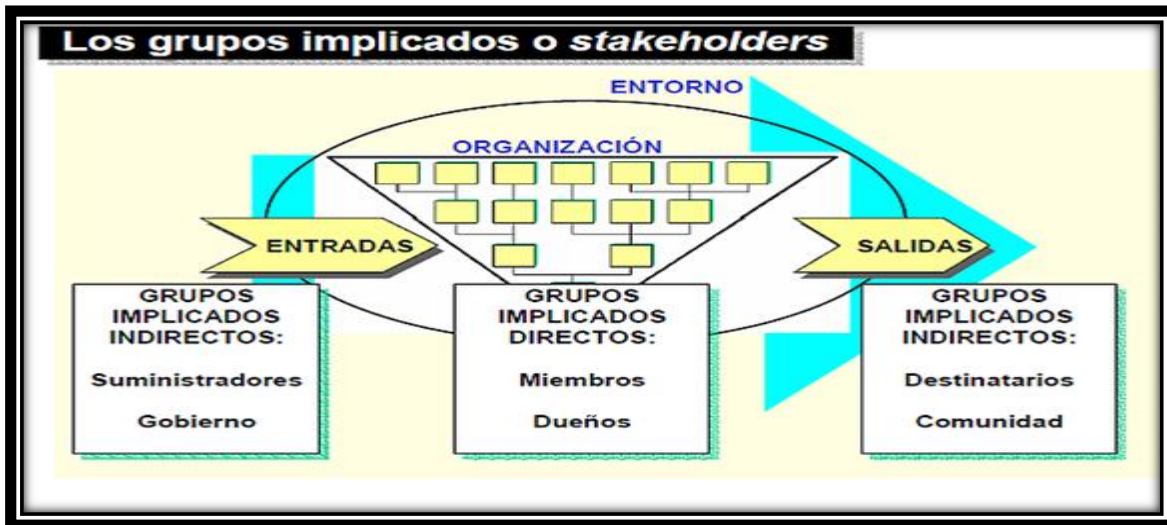 Los grupos implicados o stakeholders
ENTORNO
ORGANIZACIÓN
ENTRADAS
SALIDAS
GRUPOS
IMPLICADOS
INDIRECTOS:
Suministradores
Gobierno
GRUPOS
IMPLICADOS
DIRECTOS:
Miembros
Dueños
GRUPOS
IMPLICADOS
INDIRECTOS:
Destinatarios
Comunidad